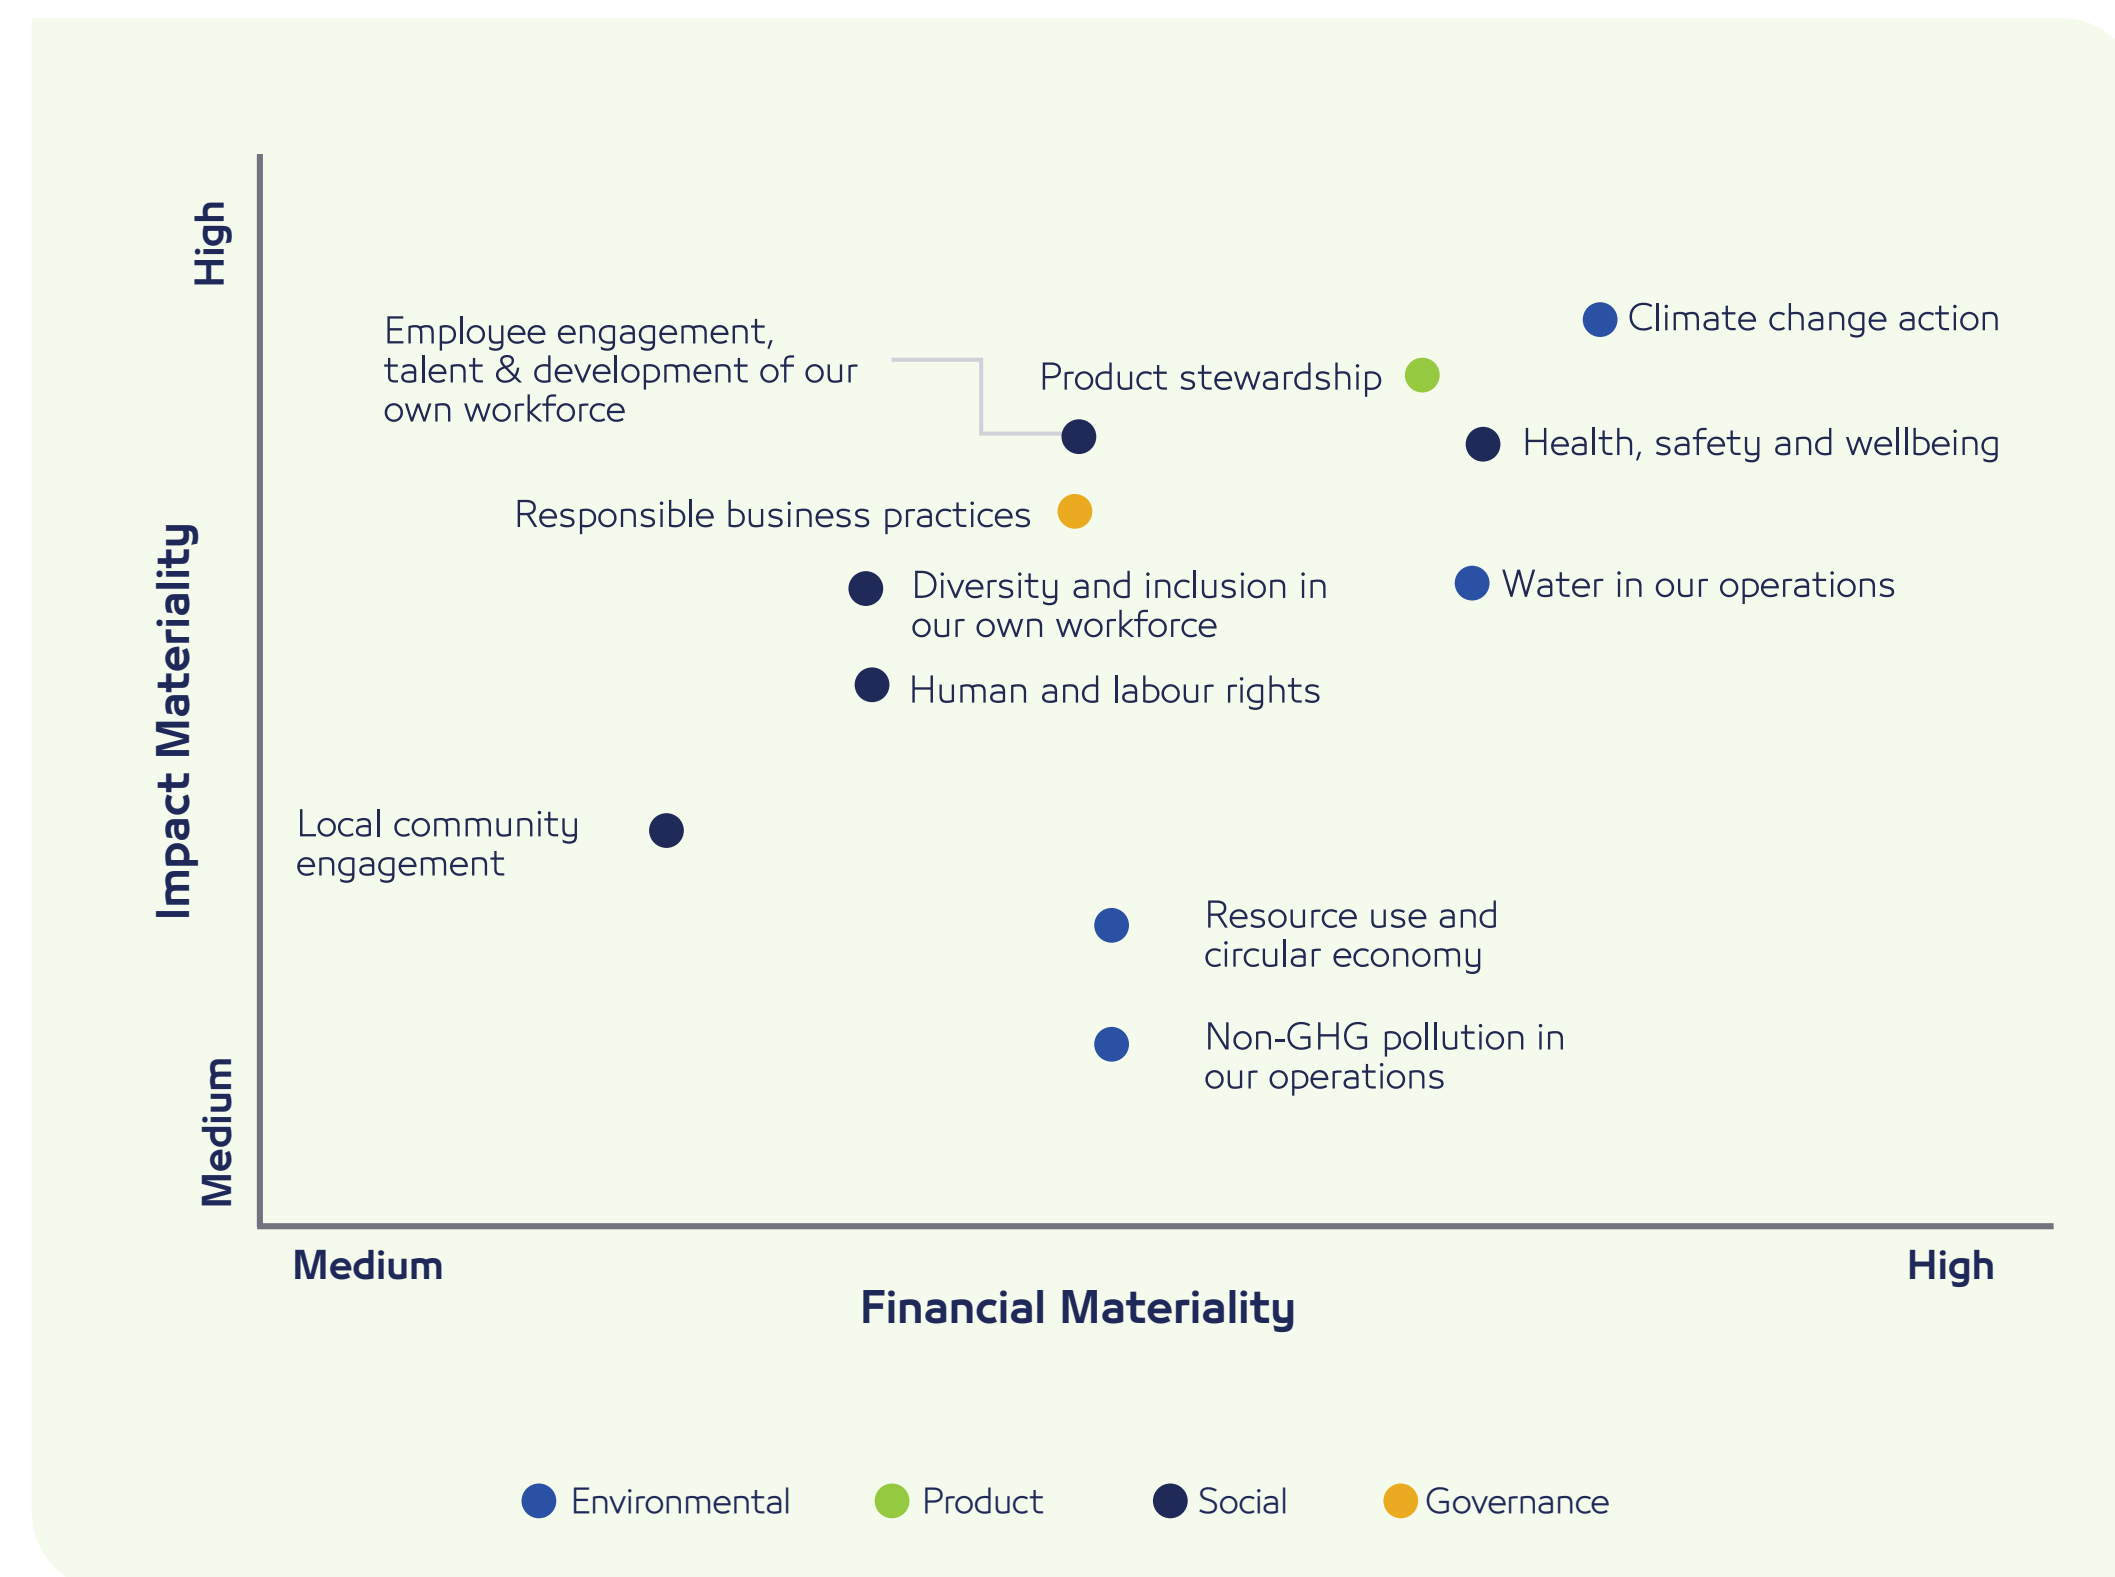 High
Employee engagement,
talent & development of our
own workforce
Climate change action
Product stewardship
Health, safety and wellbeing
Responsible business practices
Diversity and inclusion in
our own workforce
Water in our operations
Human and labour rights
Impact Materiality
Local community
engagement
Resource use and
circular economy
Non-GHG pollution in
our operations
Medium
Medium
High
Financial Materiality
Environmental
Product
Social
Governance